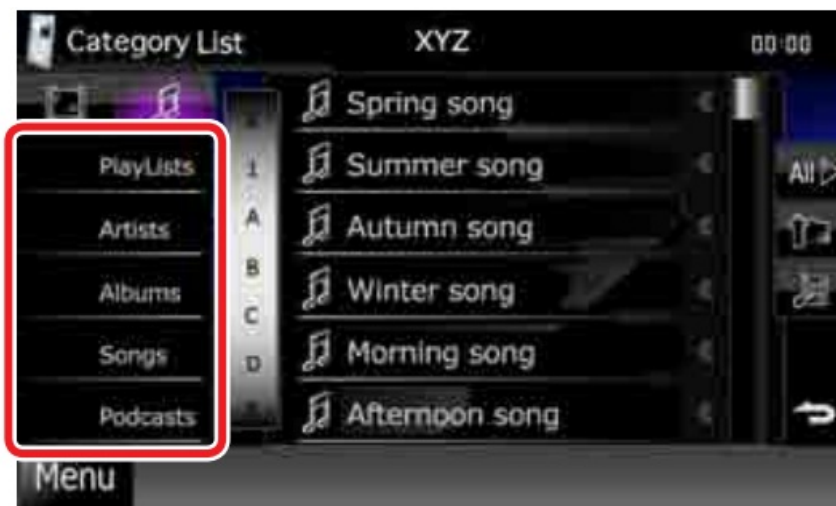 Category List
XYZ
00:00
PlayLists
Artists
Albums
Songs
Podcasts
1
A
B
C
D
Spring song
Summer song
Autumn song
Winter song
Morning song
Afternoon song
All
Menu